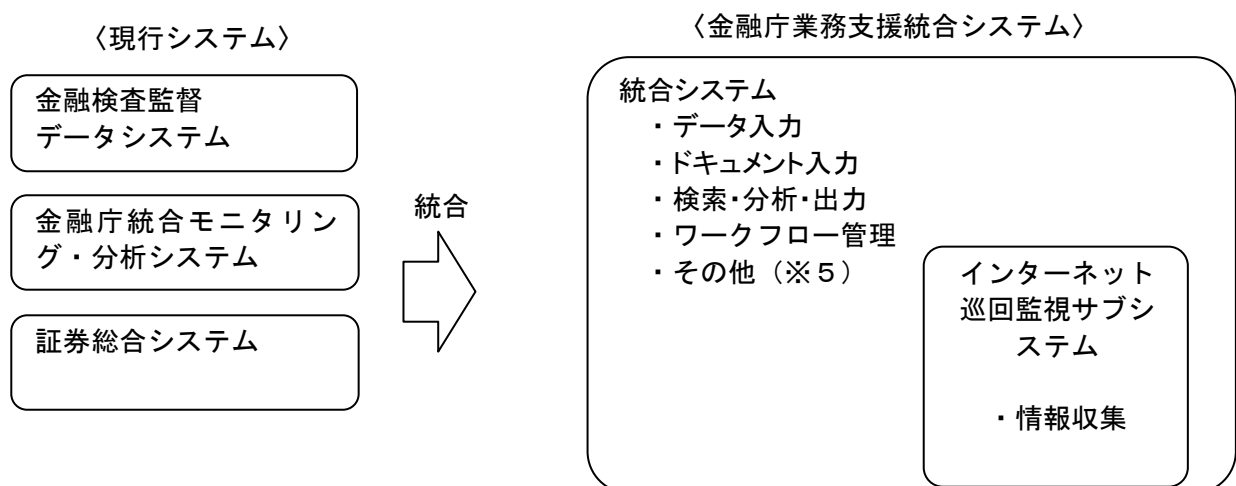 〈現行システム〉
金融検査監督
データシステム
金融庁統合モニタリン
グ・分析システム
証券総合システム
統合
〈金融庁業務支援統合システム〉
統合システム
・データ入力
・ドキュメント入力
・検索・分析・出力
・ワークフロー管理
・その他（※５）
インターネット
巡回監視サブシ
ステム
・情報収集